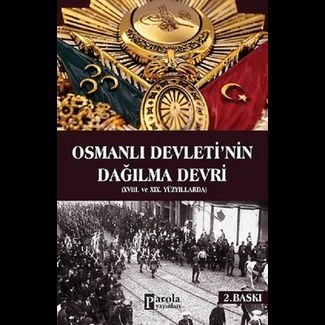 OSMANLI DEVLETİ'NİN
DAĞILMA DEVRİ
(XVIII. ve XIX. YÜZYILLARDA)
2. BASKI
Parola
yayınları